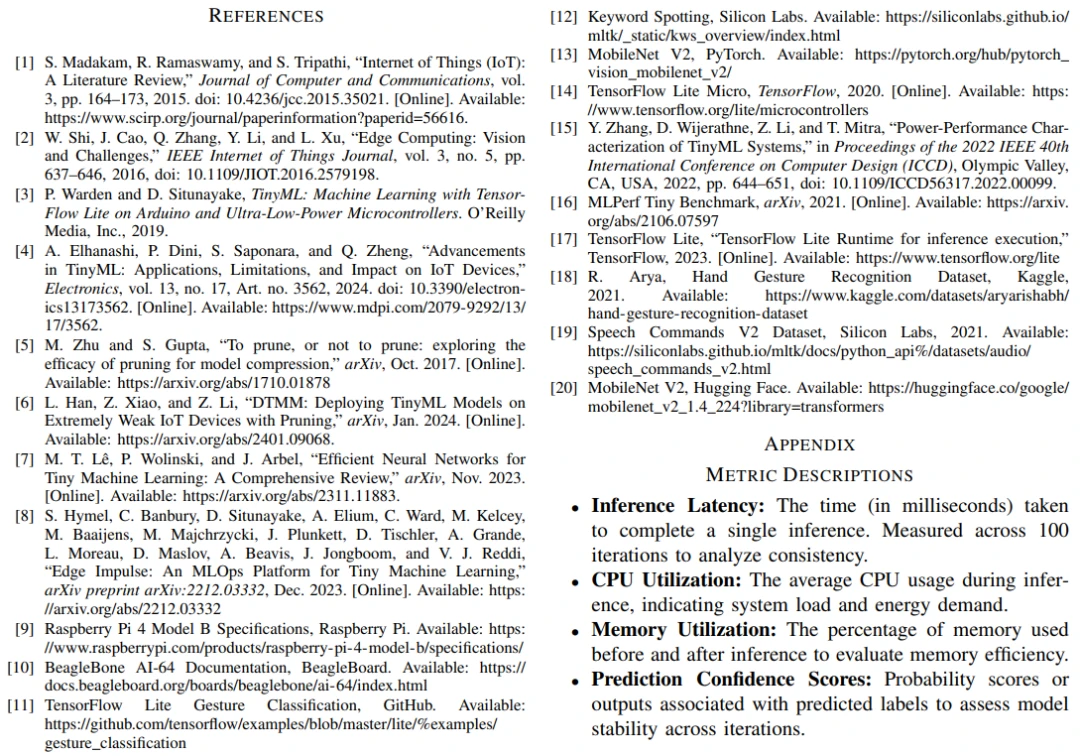 REFERENCES
[1] S. Madakam, R. Ramaswamy, and S. Tripathi, “Internet of Things (IoT):
A Literature Review,” Journal of Computer and Communications, vol.
3, pp. 164–173, 2015. doi: 10.4236/jcc.2015.35021. [Online]. Available:
https://www.scirp.org/journal/paperinformation?paperid=56616.
[2] W. Shi, J. Cao, Q. Zhang, Y. Li, and L. Xu, “Edge Computing: Vision
and Challenges,” IEEE Internet of Things Journal, vol. 3, no. 5, pp.
637–646, 2016, doi: 10.1109/JIOT.2016.2579198.
[3] P. Warden and D. Situnayake, TinyML: Machine Learning with Tensor-
Flow Lite on Arduino and Ultra-Low-Power Microcontrollers. O’Reilly
Media, Inc., 2019.
[4] A. Elhanashi, P. Dini, S. Saponara, and Q. Zheng, “Advancements
in TinyML: Applications, Limitations, and Impact on IoT Devices,”
Electronics, vol. 13, no. 17, Art. no. 3562, 2024. doi: 10.3390/electron-
ics13173562. [Online]. Available: https://www.mdpi.com/2079-9292/13/
17/3562.
[5] M. Zhu and S. Gupta, “To prune, or not to prune: exploring the
efficacy of pruning for model compression,” arXiv, Oct. 2017. [Online].
Available: https://arxiv.org/abs/1710.01878
[6] L. Han, Z. Xiao, and Z. Li, “DTMM: Deploying TinyML Models on
Extremely Weak IoT Devices with Pruning,” arXiv, Jan. 2024. [Online].
Available: https://arxiv.org/abs/2401.09068.
[7] M. T. Lê, P. Wolinski, and J. Arbel, “Efficient Neural Networks for
Tiny Machine Learning: A Comprehensive Review,” arXiv, Nov. 2023.
[Online]. Available: https://arxiv.org/abs/2311.11883.
[8] S. Hymel, C. Banbury, D. Situnayake, A. Elium, C. Ward, M. Kelcey,
M. Baaijens, M. Majchrzycki, J. Plunkett, D. Tischler, A. Grande,
L. Moreau, D. Maslov, A. Beavis, J. Jongboom, and V. J. Reddi,
“Edge Impulse: An MLOps Platform for Tiny Machine Learning,”
arXiv preprint arXiv:2212.03332, Dec. 2023. [Online]. Available: https:
//arxiv.org/abs/2212.03332
[9] Raspberry Pi 4 Model B Specifications, Raspberry Pi. Available: https:
//www.raspberrypi.com/products/raspberry-pi-4-model-b/specifications/
[10] BeagleBone AI-64 Documentation, BeagleBoard. Available: https://
docs.beagleboard.org/boards/beaglebone/ai-64/index.html
[11] TensorFlow Lite Gesture Classification, GitHub. Available:
https://github.com/tensorflow/examples/blob/master/lite/%examples/
gesture_classification
[12] Keyword Spotting, Silicon Labs. Available: https://siliconlabs.github.io/
mltk/_static/kws_overview/index.html
[13] MobileNet V2, PyTorch. Available: https://pytorch.org/hub/pytorch_
vision_mobilenet_v2/
[14] TensorFlow Lite Micro, TensorFlow, 2020. [Online]. Available: https:
//www.tensorflow.org/lite/microcontrollers
[15] Y. Zhang, D. Wijerathne, Z. Li, and T. Mitra, “Power-Performance Char-
acterization of TinyML Systems,” in Proceedings of the 2022 IEEE 40th
International Conference on Computer Design (ICCD), Olympic Valley,
CA, USA, 2022, pp. 644–651, doi: 10.1109/ICCD56317.2022.00099.
[16] MLPerf Tiny Benchmark, arXiv, 2021. [Online]. Available: https://arxiv.
org/abs/2106.07597
[17] TensorFlow Lite, “TensorFlow Lite Runtime for inference execution,”
TensorFlow, 2023. [Online]. Available: https://www.tensorflow.org/lite
[18] R. Arya, Hand Gesture Recognition Dataset, Kaggle,
2021. Available: https://www.kaggle.com/datasets/aryarishabh/
hand-gesture-recognition-dataset
[19] Speech Commands V2 Dataset, Silicon Labs, 2021. Available:
https://siliconlabs.github.io/mltk/docs/python_api%/datasets/audio/
speech_commands_v2.html
[20] MobileNet V2, Hugging Face. Available: https://huggingface.co/google/
mobilenet_v2_1.4_224?library=transformers
APPENDIX
METRIC DESCRIPTIONS
• Inference Latency: The time (in milliseconds) taken
to complete a single inference. Measured across 100
iterations to analyze consistency.
• CPU Utilization: The average CPU usage during infer-
ence, indicating system load and energy demand.
• Memory Utilization: The percentage of memory used
before and after inference to evaluate memory efficiency.
• Prediction Confidence Scores: Probability scores or
outputs associated with predicted labels to assess model
stability across iterations.